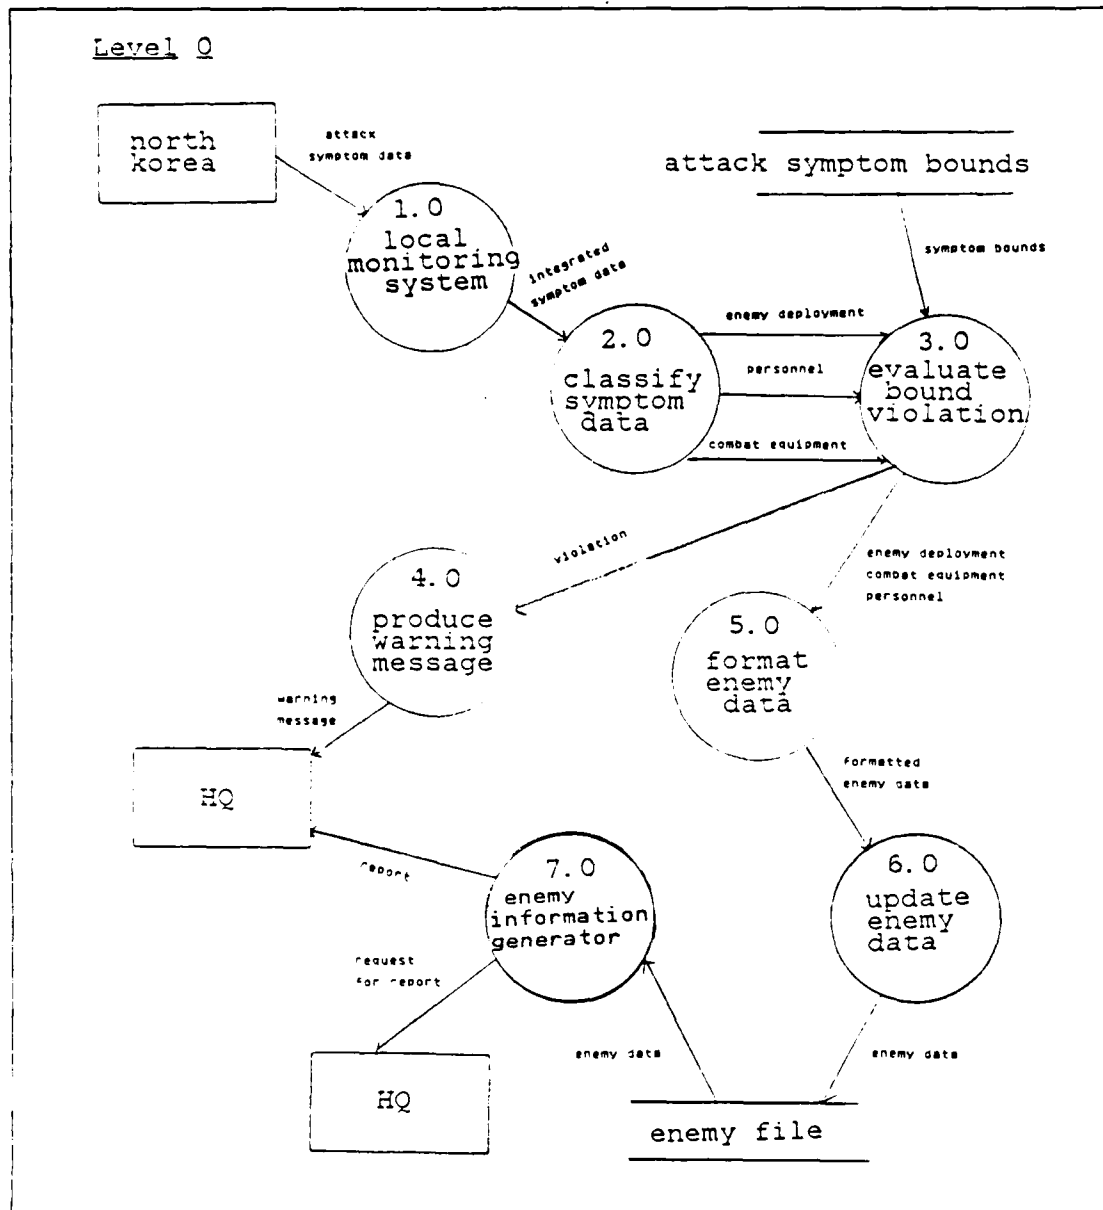 Level 0
north
korea
attack
symptom data
attack symptom bounds
1.0
local
monitoring
system
integrated
symptom data
symptom bounds
2.0
classify
symptom
data
enemy deployment
personnel
combat equipment
3.0
evaluate
bound
violation
violation
enemy deployment
combat equipment
personnel
4.0
produce
warning
message
5.0
format
enemy
data
warning
message
formatted
enemy data
HQ
report
7.0
enemy
information
generator
6.0
update
enemy
data
request
for report
enemy data
enemy data
HQ
enemy file